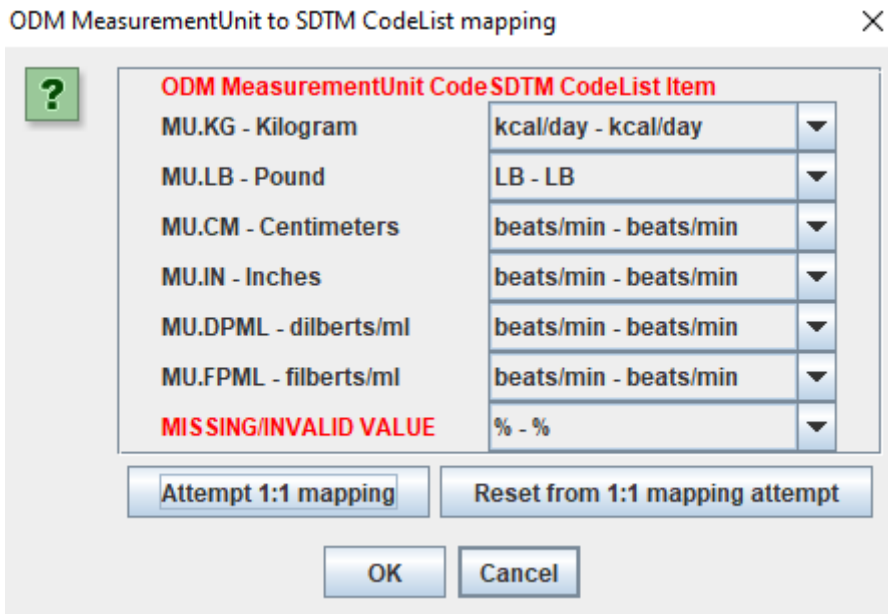 ODM MeasurementUnit to SDTM CodeList mapping
?
ODM MeasurementUnit Code SDTM CodeList Item
MU.KG - Kilogram kcal/day - kcal/day
MU.LB - Pound LB - LB
MU.CM - Centimeters beats/min - beats/min
MU.IN - Inches beats/min - beats/min
MU.DPML - dilberts/ml beats/min - beats/min
MU.FPML - filberts/ml beats/min - beats/min
MISSING/INVALID VALUE % - %
Attempt 1:1 mapping Reset from 1:1 mapping attempt
OK Cancel